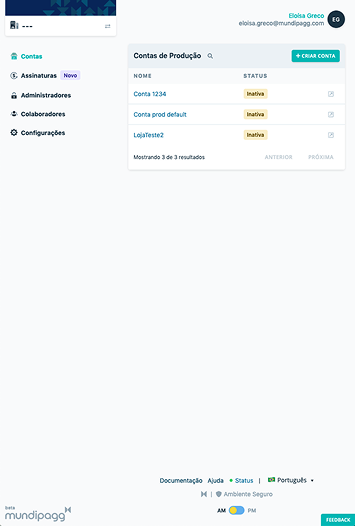 Eloisa Greco
eloisa.greco@mundipagg.com
EG
---
Contas
Assinaturas Novo
Administradores
Colaboradores
Configurações
Contas de Produção
+ CRIAR CONTA
NOME STATUS
Conta 1234 Inativa
Conta prod default Inativa
LojaTeste2 Inativa
Mostrando 3 de 3 resultados ANTERIOR PRÓXIMA
Documentação Ajuda Status | Português
| Ambiente Seguro
AM PM
beta
mundipagg
FEEDBACK